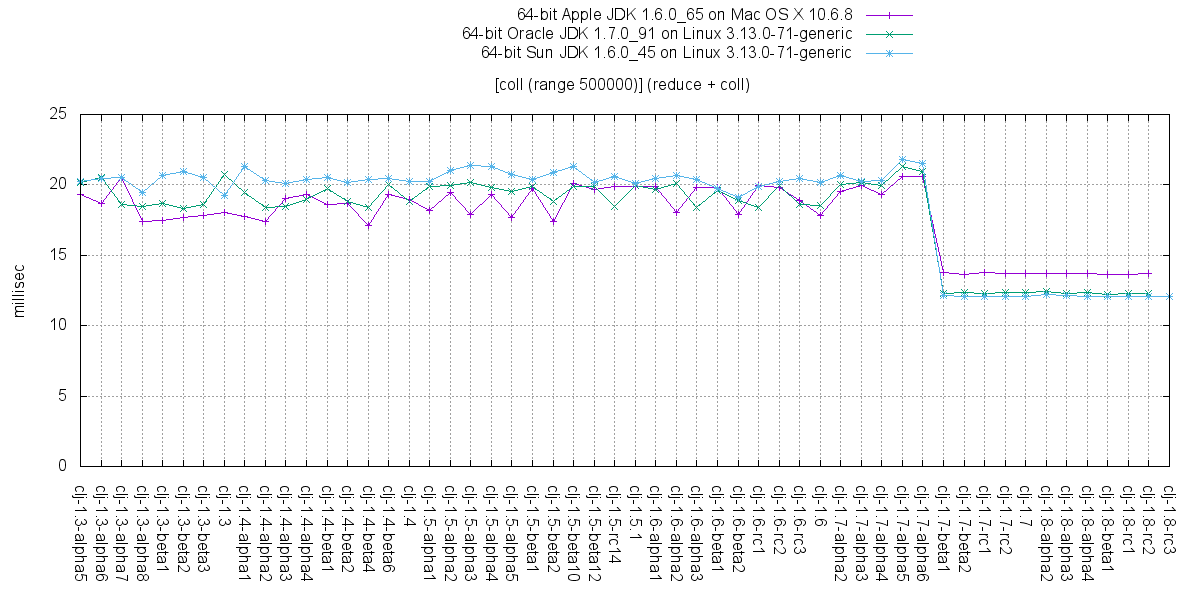 64-bit Apple JDK 1.6.0_65 on Mac OS X 10.6.8
64-bit Oracle JDK 1.7.0_91 on Linux 3.13.0-71-generic
64-bit Sun JDK 1.6.0_45 on Linux 3.13.0-71-generic
[coll (range 500000)] (reduce + coll)
25
20
15
10
5
0
millisec
clj-1.3-alpha5
clj-1.3-alpha6
clj-1.3-alpha7
clj-1.3-alpha8
clj-1.3-beta1
clj-1.3-beta2
clj-1.3-beta3
clj-1.3
clj-1.4-alpha1
clj-1.4-alpha2
clj-1.4-alpha3
clj-1.4-alpha4
clj-1.4-beta1
clj-1.4-beta2
clj-1.4-beta4
clj-1.4-beta6
clj-1.4
clj-1.5-alpha1
clj-1.5-alpha2
clj-1.5-alpha3
clj-1.5-alpha4
clj-1.5-alpha5
clj-1.5-beta1
clj-1.5-beta2
clj-1.5-beta10
clj-1.5-beta12
clj-1.5-rc14
clj-1.5.1
clj-1.6-alpha1
clj-1.6-alpha2
clj-1.6-alpha3
clj-1.6-beta1
clj-1.6-beta2
clj-1.6-rc1
clj-1.6-rc2
clj-1.6-rc3
clj-1.6
clj-1.7-alpha2
clj-1.7-alpha3
clj-1.7-alpha4
clj-1.7-alpha5
clj-1.7-alpha6
clj-1.7-beta1
clj-1.7-beta2
clj-1.7-rc1
clj-1.7-rc2
clj-1.7
clj-1.8-alpha2
clj-1.8-alpha3
clj-1.8-alpha4
clj-1.8-beta1
clj-1.8-rc1
clj-1.8-rc2
clj-1.8-rc3